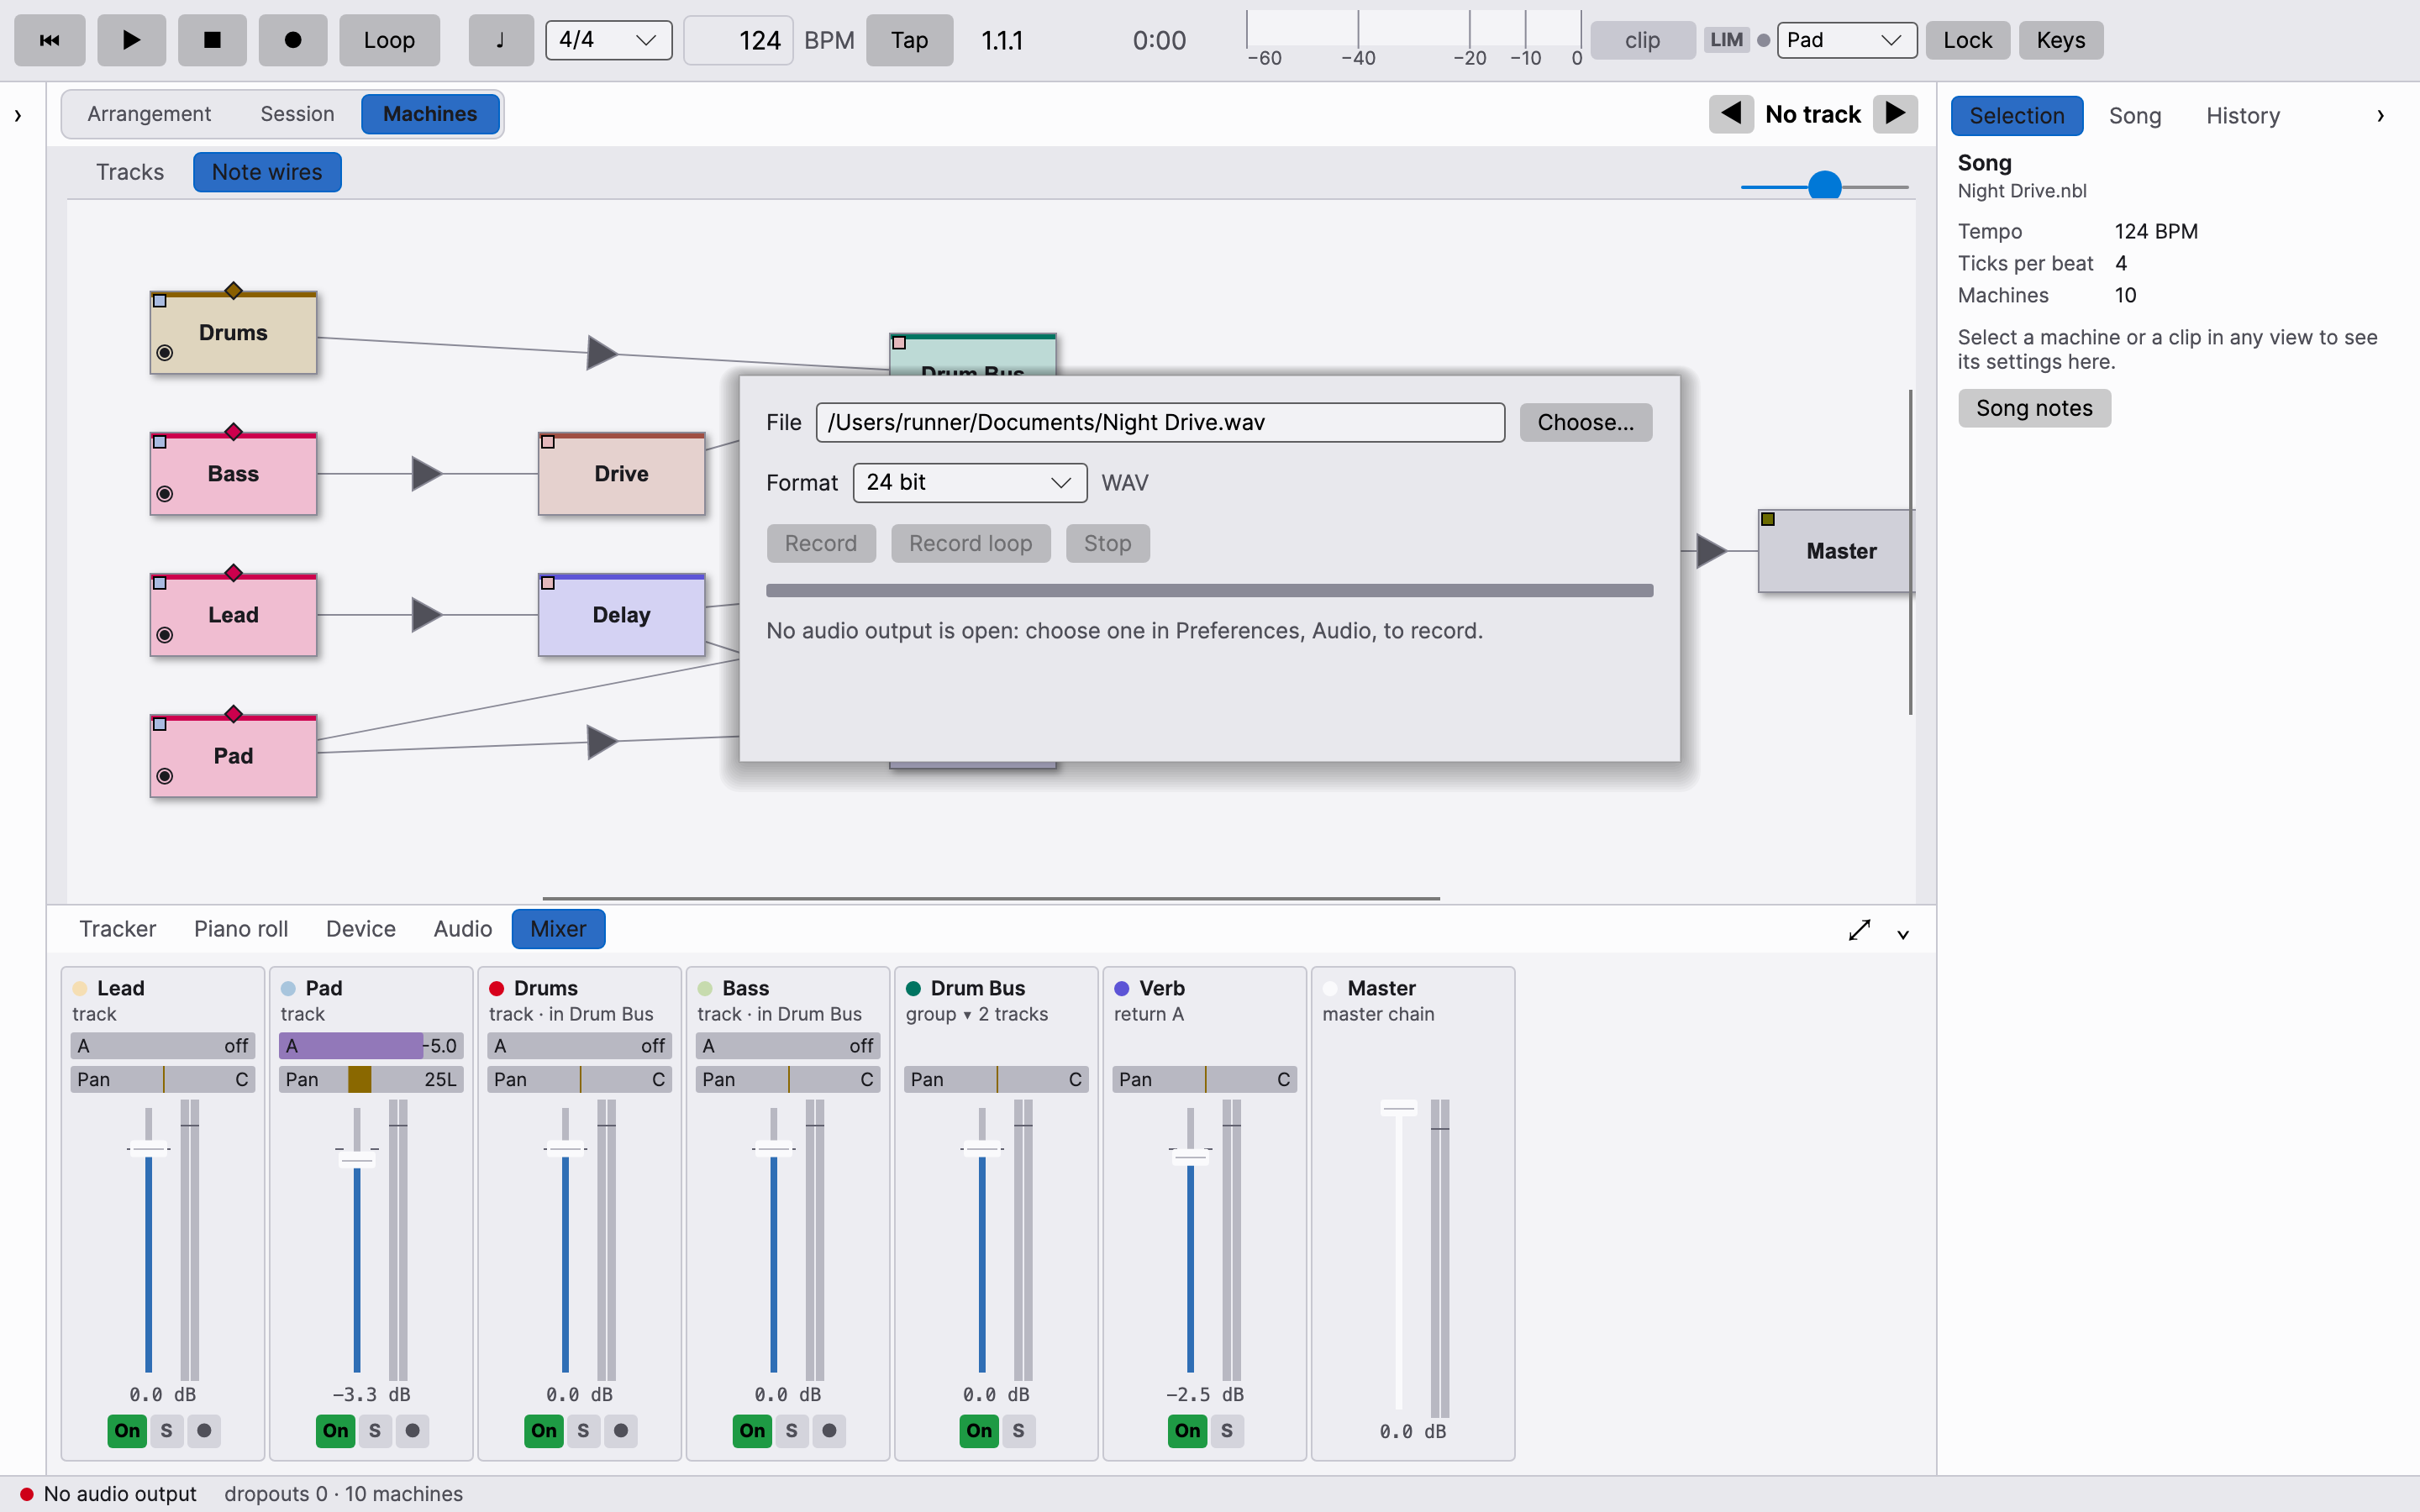 Loop 4/4 124 BPM Tap 1.1.1 0:00 −60 −40 −20 −10 0 clip LIM Pad Lock Keys
Arrangement Session Machines No track
Tracks Note wires
Selection Song History
Song
Night Drive.nbl
Tempo 124 BPM
Ticks per beat 4
Machines 10
Select a machine or a clip in any view to see
its settings here.
Song notes
Drums
Drum Bus
Bass
Drive
Lead
Delay
Pad
Master
File /Users/runner/Documents/Night Drive.wav Choose...
Format 24 bit WAV
Record Record loop Stop
No audio output is open: choose one in Preferences, Audio, to record.
Tracker Piano roll Device Audio Mixer
Lead
track
A off
Pan C
0.0 dB
On S
Pad
track
A −5.0
Pan 25L
−3.3 dB
On S
Drums
track · in Drum Bus
A off
Pan C
0.0 dB
On S
Bass
track · in Drum Bus
A off
Pan C
0.0 dB
On S
Drum Bus
group ▾ 2 tracks
Pan C
0.0 dB
On S
Verb
return A
Pan C
−2.5 dB
On S
Master
master chain
0.0 dB
No audio output dropouts 0 · 10 machines